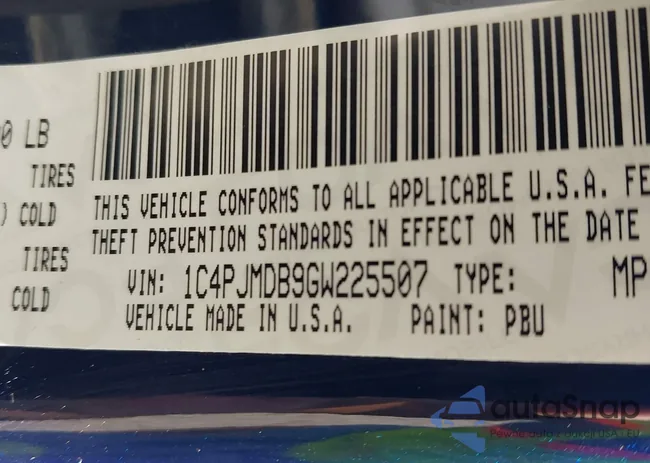 0 LB
TIRES
) COLD
TIRES
COLD
THIS VEHICLE CONFORMS TO ALL APPLICABLE U.S.A. FE
THEFT PREVENTION STANDARDS IN EFFECT ON THE DATE
VIN: 1C4PJMDB9GW225507 TYPE: MP
VEHICLE MADE IN U.S.A. PAINT: PBU
autoSnap